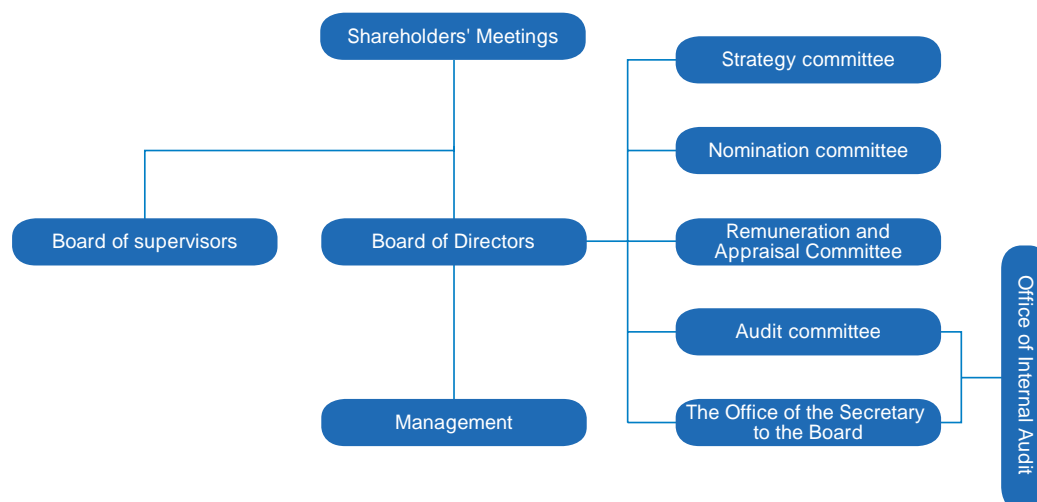 Shareholders' Meetings
Strategy committee
Nomination committee
Board of supervisors
Board of Directors
Remuneration and
Appraisal Committee
Audit committee
Management
The Office of the Secretary
to the Board
Office of Internal Audit